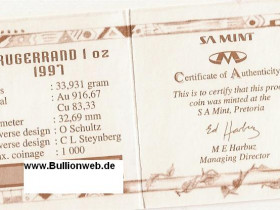 RUGERRAND 1 oz
1997
: 33,931 gram
: Au 916,67
Cu 83,33
meter : 32,69 mm
verse design : O Schultz
erse design : C L Steynberg
x. coinage : 1 000
www.Bullionweb.de
SA MINT
Certificate of Authenticity
This is to certify that this proof
coin was minted at the
S A Mint, Pretoria
M E Harbuz
Managing Director